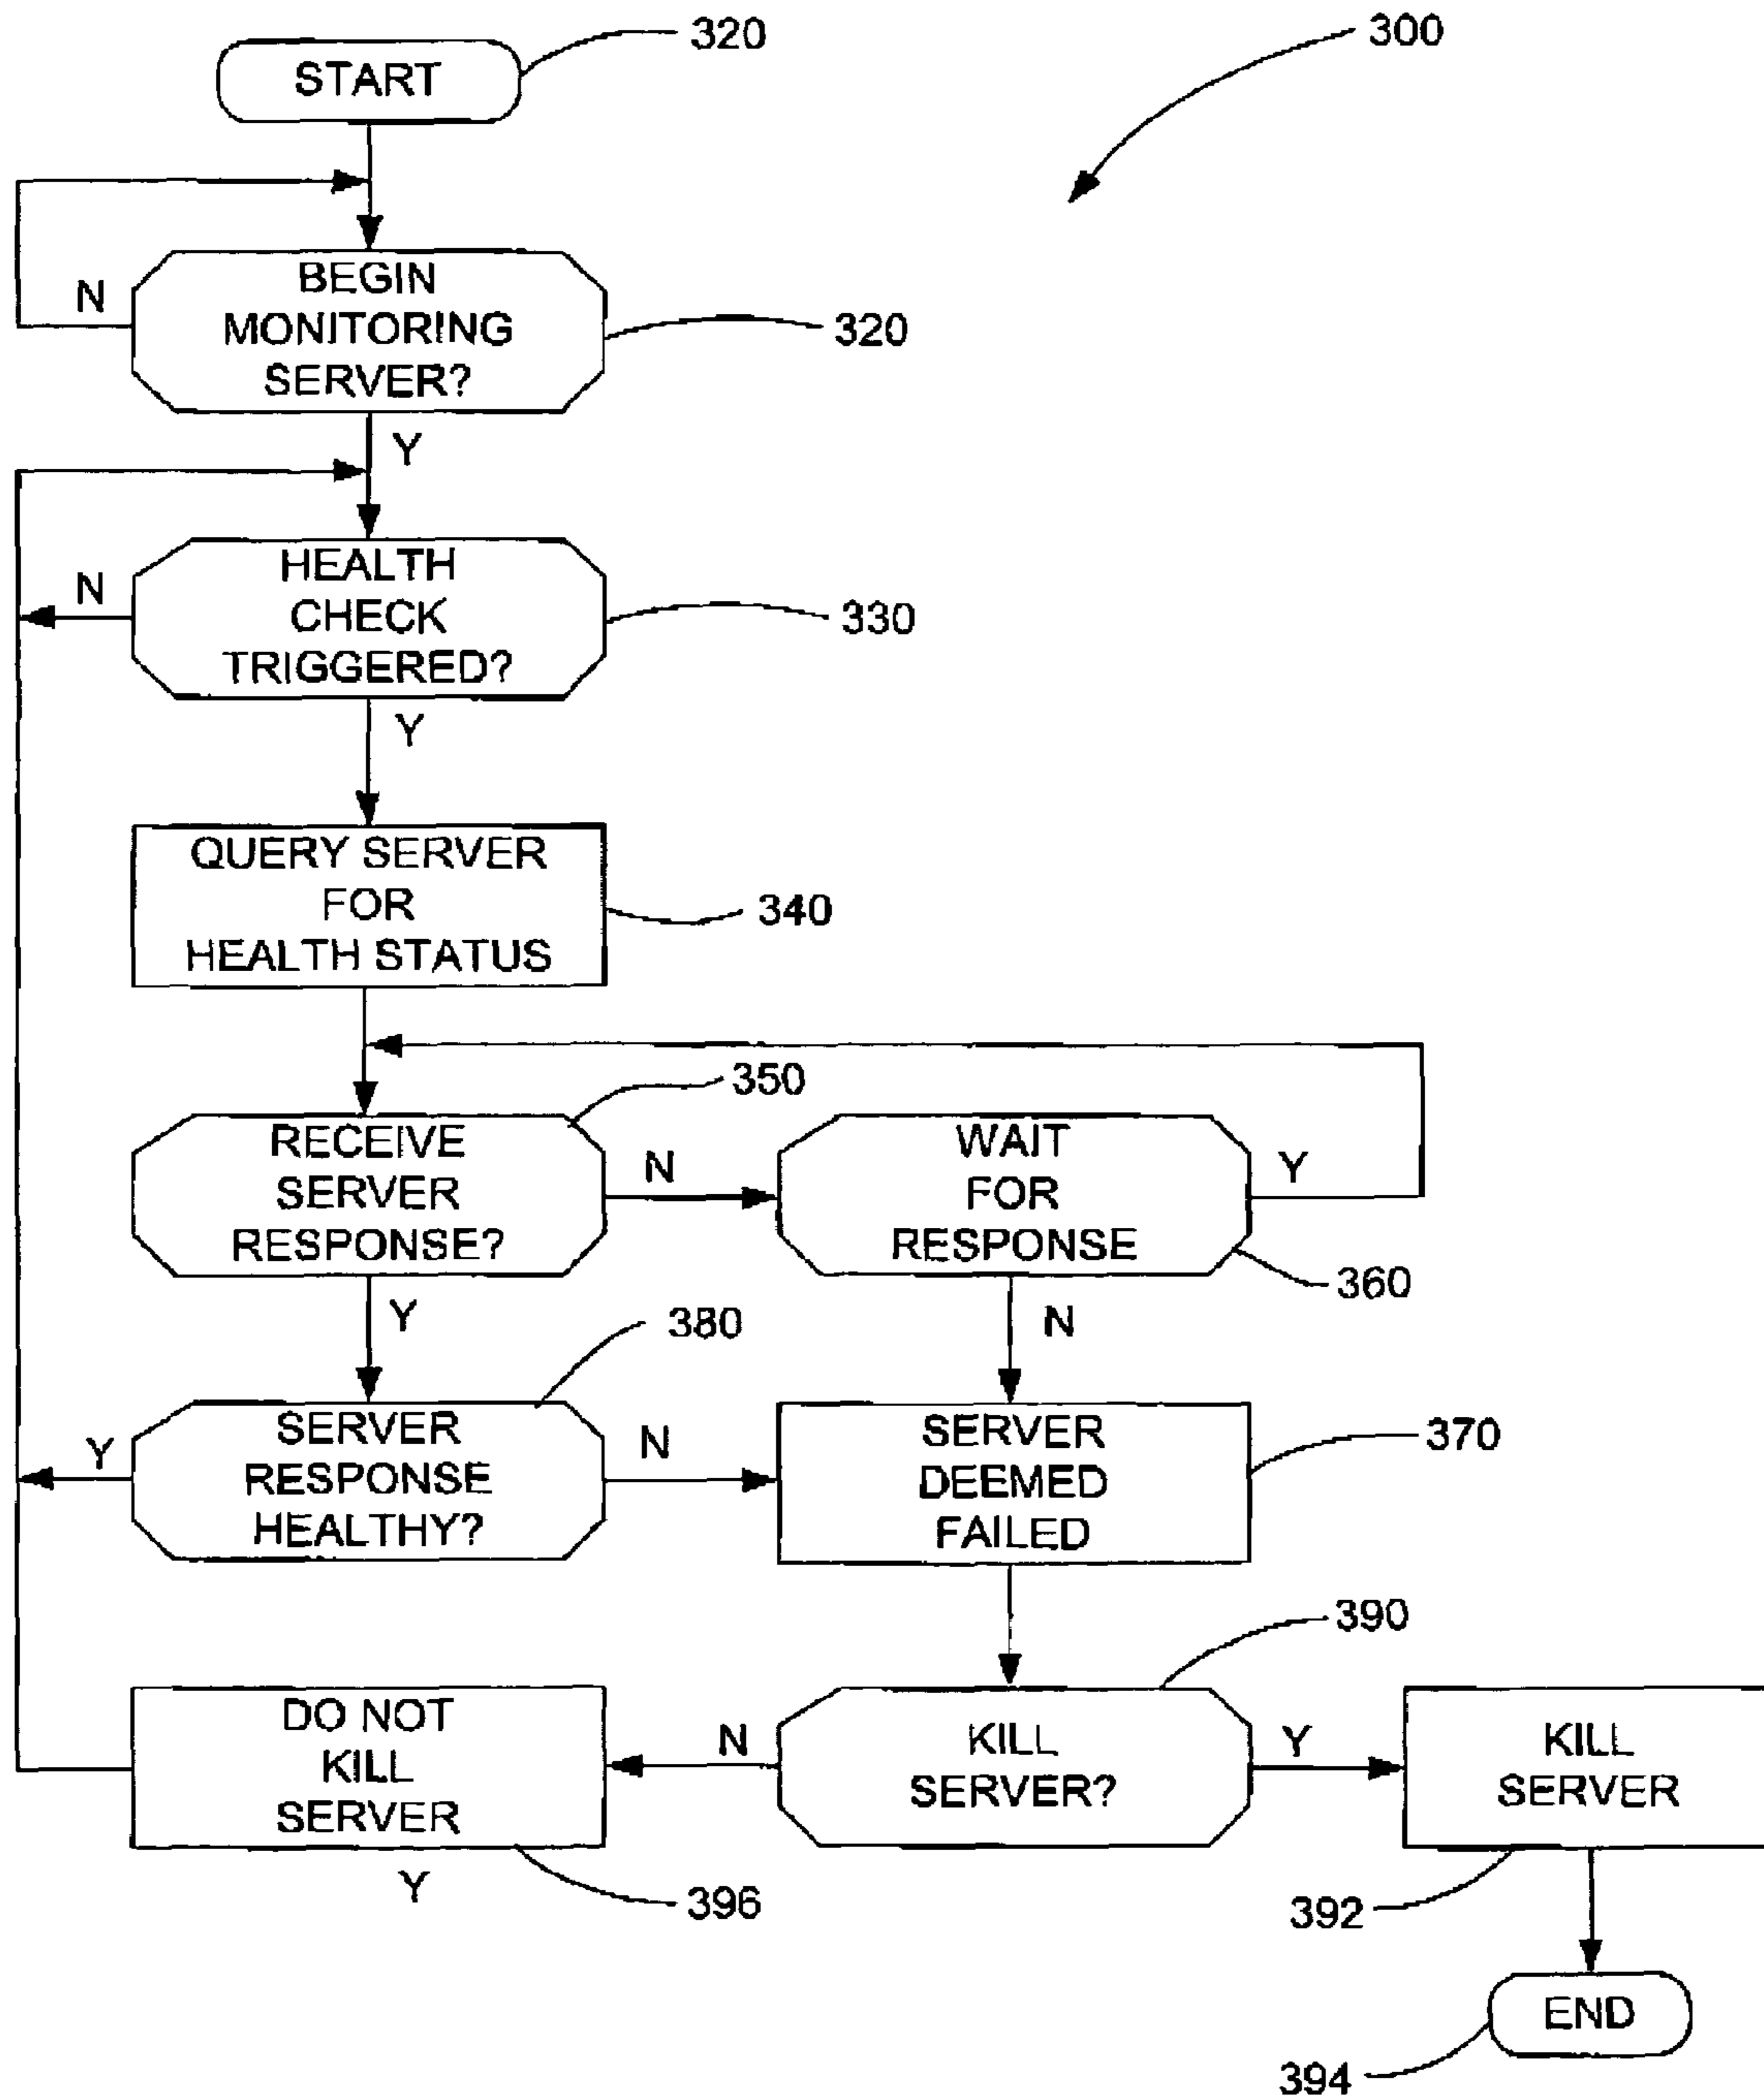 320
300
START
N
BEGIN
MONITORING
SERVER?
320
Y
N
HEALTH
CHECK
TRIGGERED?
330
Y
QUERY SERVER
FOR
HEALTH STATUS
340
350
RECEIVE
SERVER
RESPONSE?
N
WAIT
FOR
RESPONSE
Y
360
Y
N
380
Y
SERVER
RESPONSE
HEALTHY?
N
SERVER
DEEMED
FAILED
370
390
DO NOT
KILL
SERVER
N
KILL
SERVER?
Y
KILL
SERVER
Y
396
392
END
394